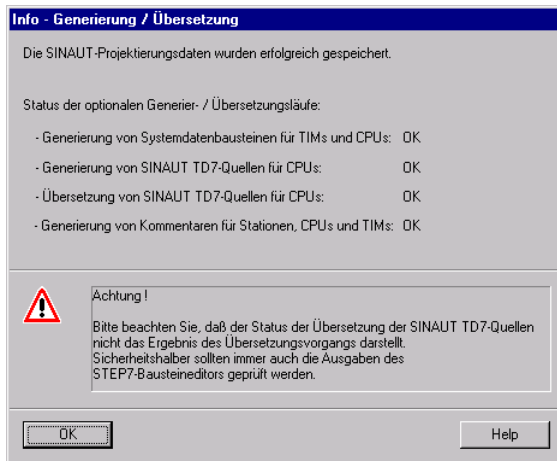 Info - Generierung / Übersetzung
Die SINAUT-Projektierungsdaten wurden erfolgreich gespeichert.
Status der optionalen Generier- / Übersetzungsläufe:
- Generierung von Systemdatenbausteinen für TIMs und CPUs: OK
- Generierung von SINAUT TD7-Quellen für CPUs: OK
- Übersetzung von SINAUT TD7-Quellen für CPUs: OK
- Generierung von Kommentaren für Stationen, CPUs und TIMs: OK
Achtung !
Bitte beachten Sie, daß der Status der Übersetzung der SINAUT TD7-Quellen
nicht das Ergebnis des Übersetzungsvorgangs darstellt.
Sicherheitshalber sollten immer auch die Ausgaben des
STEP7-Bausteineditors geprüft werden.
OK Help